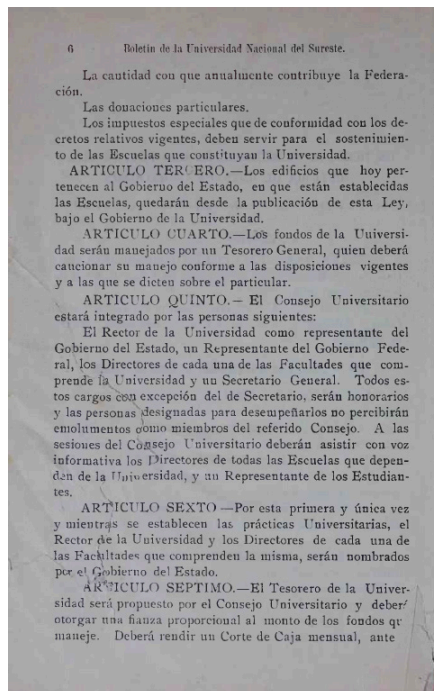 6 Boletín de la Universidad Nacional del Sureste.
La cantidad con que anualmente contribuye la Federa-
ción.
Las donaciones particulares.
Los impuestos especiales que de conformidad con los de-
cretos relativos vigentes, deben servir para el sostenimien-
to de las Escuelas que constituyan la Universidad.
ARTICULO TERCERO.—Los edificios que hoy per-
tenecen al Gobierno del Estado, en que están establecidas
las Escuelas, quedarán desde la publicación de esta Ley,
bajo el Gobierno de la Universidad.
ARTICULO CUARTO.—Los fondos de la Universi-
dad serán manejados por un Tesorero General, quien deberá
caucionar su manejo conforme a las disposiciones vigentes
y a las que se dicten sobre el particular.
ARTICULO QUINTO.— El Consejo Universitario
estará integrado por las personas siguientes:
El Rector de la Universidad como representante del
Gobierno del Estado, un Representante del Gobierno Fede-
ral, los Directores de cada una de las Facultades que com-
prende la Universidad y un Secretario General. Todos es-
tos cargos con excepción del de Secretario, serán honorarios
y las personas designadas para desempeñarlos no percibirán
emolumentos como miembros del referido Consejo. A las
sesiones del Consejo Universitario deberán asistir con voz
informativa los Directores de todas las Escuelas que depen-
den de la Universidad, y un Representante de los Estudian-
tes.
ARTICULO SEXTO —Por esta primera y única vez
y mientras se establecen las prácticas Universitarias, el
Rector de la Universidad y los Directores de cada una de
las Facultades que comprenden la misma, serán nombrados
por el Gobierno del Estado.
ARTICULO SEPTIMO.—El Tesorero de la Univer-
sidad será propuesto por el Consejo Universitario y deber
otorgar una fianza proporcional al monto de los fondos qu
maneje. Deberá rendir un Corte de Caja mensual, ante